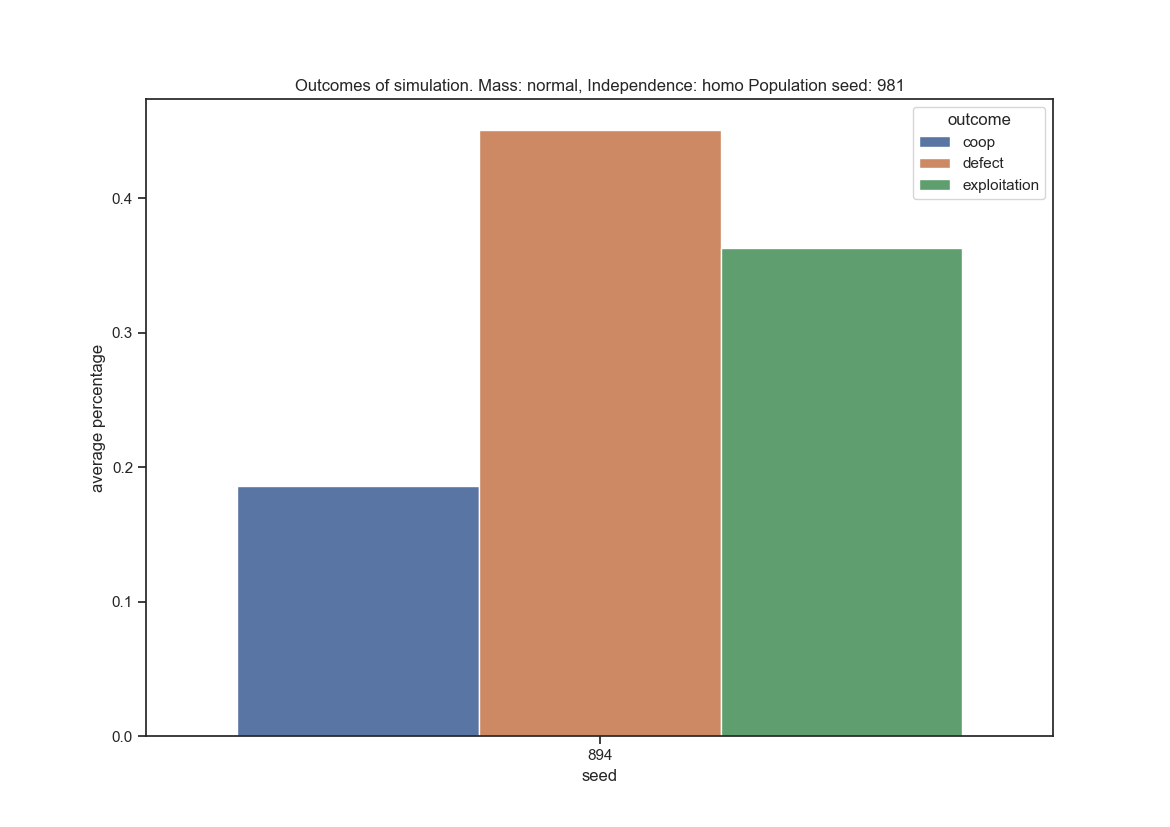 Outcomes of simulation. Mass: normal, Independence: homo Population seed: 981
outcome
coop
defect
exploitation
average percentage
0.4
0.3
0.2
0.1
0.0
894
seed